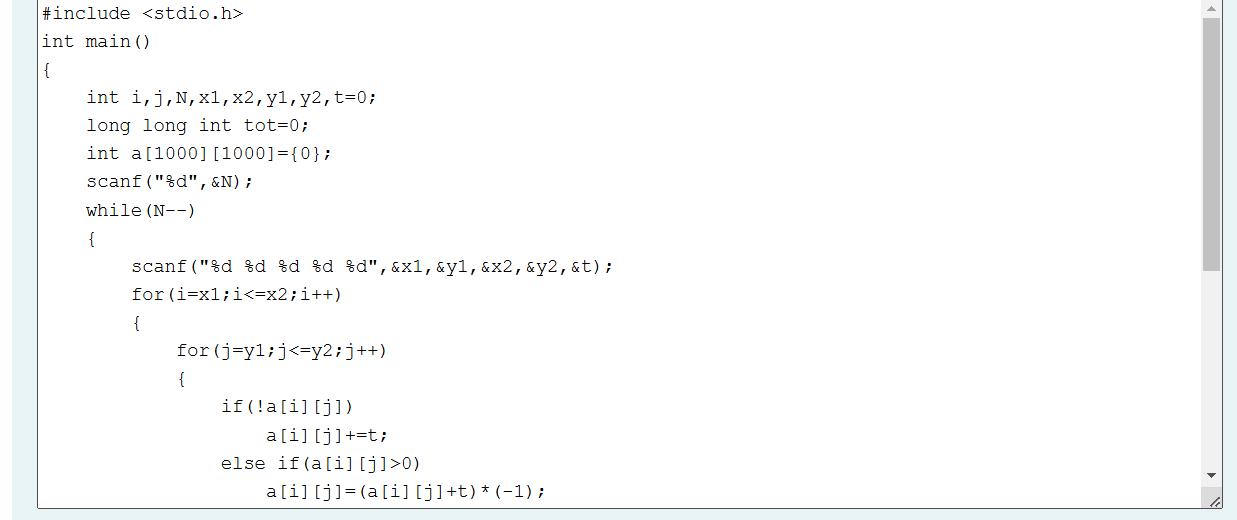 #include <stdio.h>
int main()
{
    int i,j,N,x1,x2,y1,y2,t=0;
    long long int tot=0;
    int a[1000][1000]={0};
    scanf("%d",&N);
    while(N--)
    {
        scanf("%d %d %d %d %d",&x1,&y1,&x2,&y2,&t);
        for(i=x1;i<=x2;i++)
        {
            for(j=y1;j<=y2;j++)
            {
                if(!a[i][j])
                    a[i][j]+=t;
                else if(a[i][j]>0)
                    a[i][j]=(a[i][j]+t)*(-1);